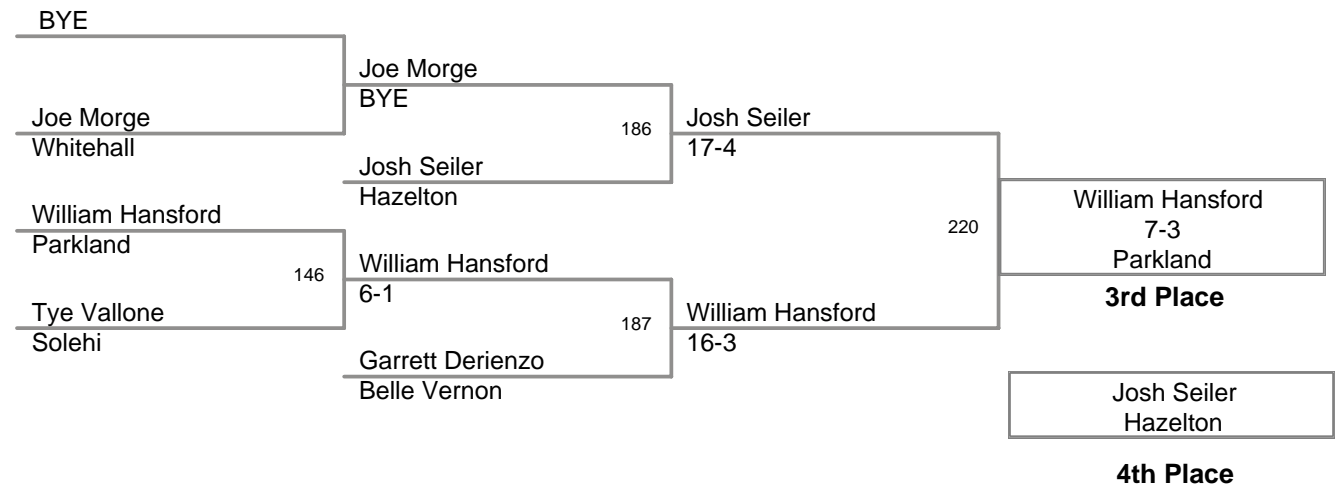 BYE
Joe Morge
BYE
Joe Morge
Whitehall
186
Josh Seiler
17-4
Josh Seiler
Hazelton
William Hansford
Parkland
146
William Hansford
6-1
220
William Hansford
7-3
Parkland
3rd Place
Tye Vallone
Solehi
187
William Hansford
16-3
Garrett Derienzo
Belle Vernon
Josh Seiler
Hazelton
4th Place